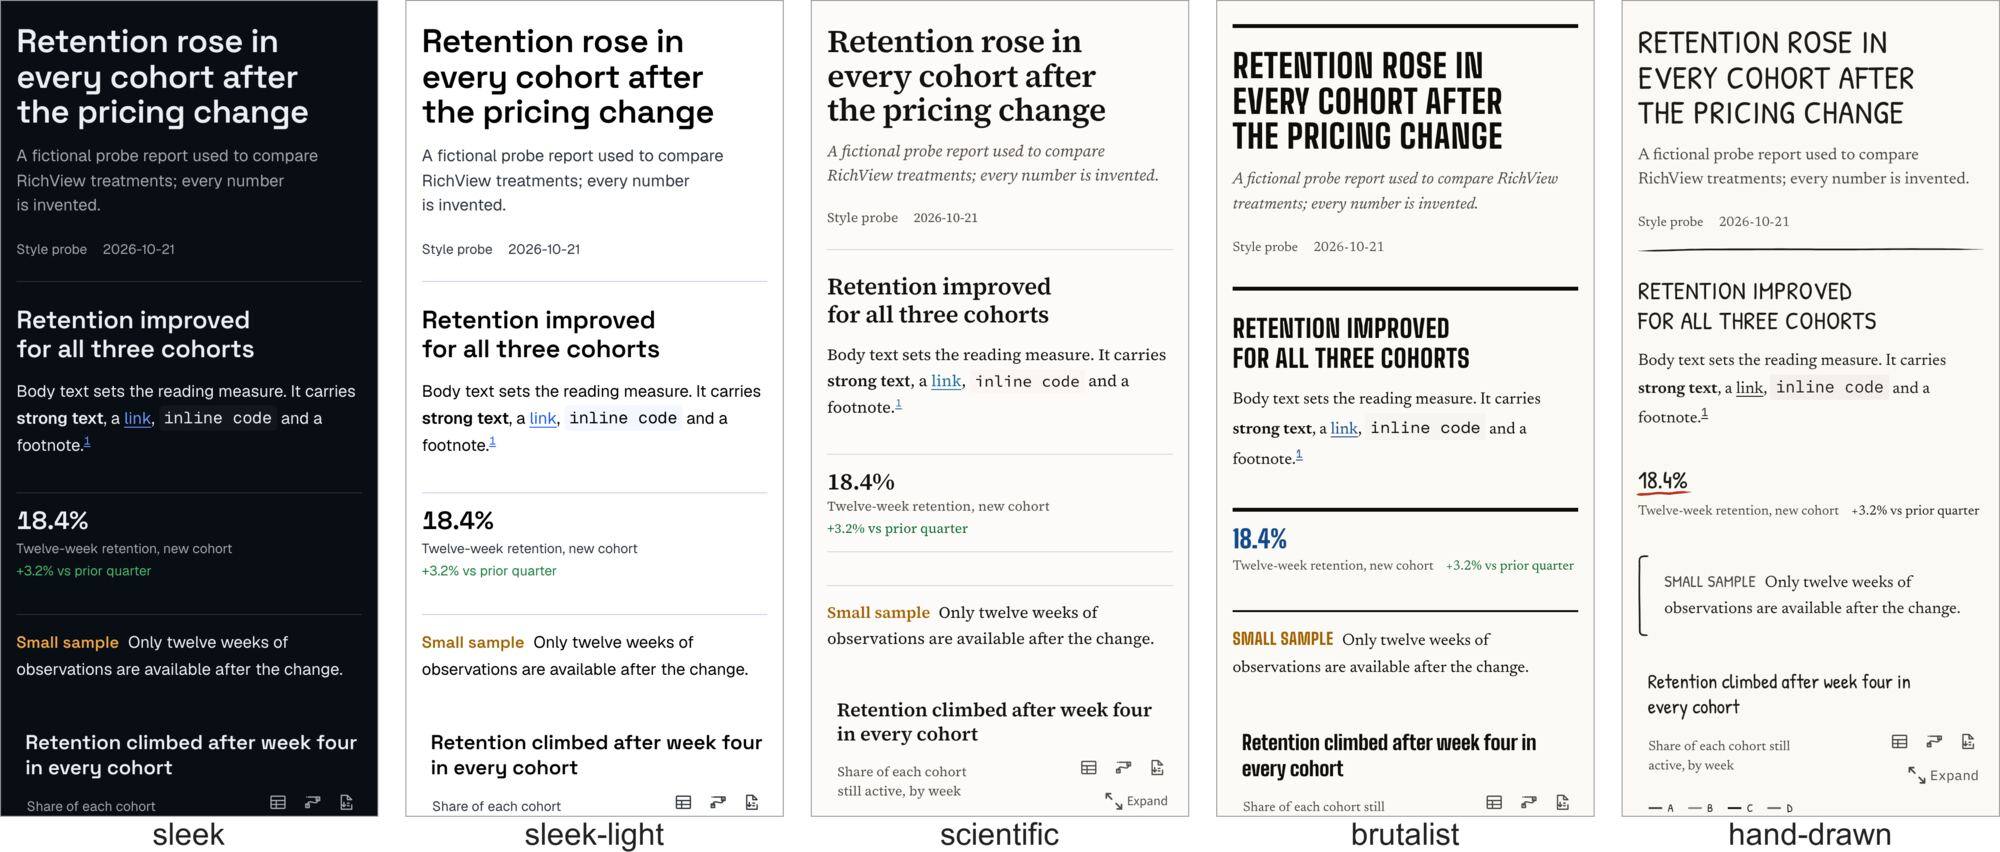 Retention rose in
every cohort after
the pricing change
A fictional probe report used to compare
RichView treatments; every number
is invented.
Style probe 2026-10-21
Retention improved
for all three cohorts
Body text sets the reading measure. It carries
strong text, a link, inline code and a
footnote.1
18.4%
Twelve-week retention, new cohort
+3.2% vs prior quarter
Small sample Only twelve weeks of
observations are available after the change.
Retention climbed after week four
in every cohort
Share of each cohort
sleek
Retention rose in
every cohort after
the pricing change
A fictional probe report used to compare
RichView treatments; every number
is invented.
Style probe 2026-10-21
Retention improved
for all three cohorts
Body text sets the reading measure. It carries
strong text, a link, inline code and a
footnote.1
18.4%
Twelve-week retention, new cohort
+3.2% vs prior quarter
Small sample Only twelve weeks of
observations are available after the change.
Retention climbed after week four
in every cohort
Share of each cohort
sleek-light
Retention rose in
every cohort after
the pricing change
A fictional probe report used to compare
RichView treatments; every number is invented.
Style probe 2026-10-21
Retention improved
for all three cohorts
Body text sets the reading measure. It carries
strong text, a link, inline code and a
footnote.1
18.4%
Twelve-week retention, new cohort
+3.2% vs prior quarter
Small sample Only twelve weeks of
observations are available after the change.
Retention climbed after week four
in every cohort
Share of each cohort
still active, by week
Expand
scientific
RETENTION ROSE IN
EVERY COHORT AFTER
THE PRICING CHANGE
A fictional probe report used to compare RichView
treatments; every number is invented.
Style probe 2026-10-21
RETENTION IMPROVED
FOR ALL THREE COHORTS
Body text sets the reading measure. It carries
strong text, a link, inline code and a
footnote.1
18.4%
Twelve-week retention, new cohort +3.2% vs prior quarter
SMALL SAMPLE Only twelve weeks of
observations are available after the change.
Retention climbed after week four in
every cohort
Share of each cohort still
brutalist
RETENTION ROSE IN
EVERY COHORT AFTER
THE PRICING CHANGE
A fictional probe report used to compare
RichView treatments; every number is invented.
Style probe 2026-10-21
RETENTION IMPROVED
FOR ALL THREE COHORTS
Body text sets the reading measure. It carries
strong text, a link, inline code and a
footnote.1
18.4%
Twelve-week retention, new cohort +3.2% vs prior quarter
SMALL SAMPLE Only twelve weeks of
observations are available after the change.
Retention climbed after week four in
every cohort
Share of each cohort still
active, by week
Expand
A B C D
hand-drawn